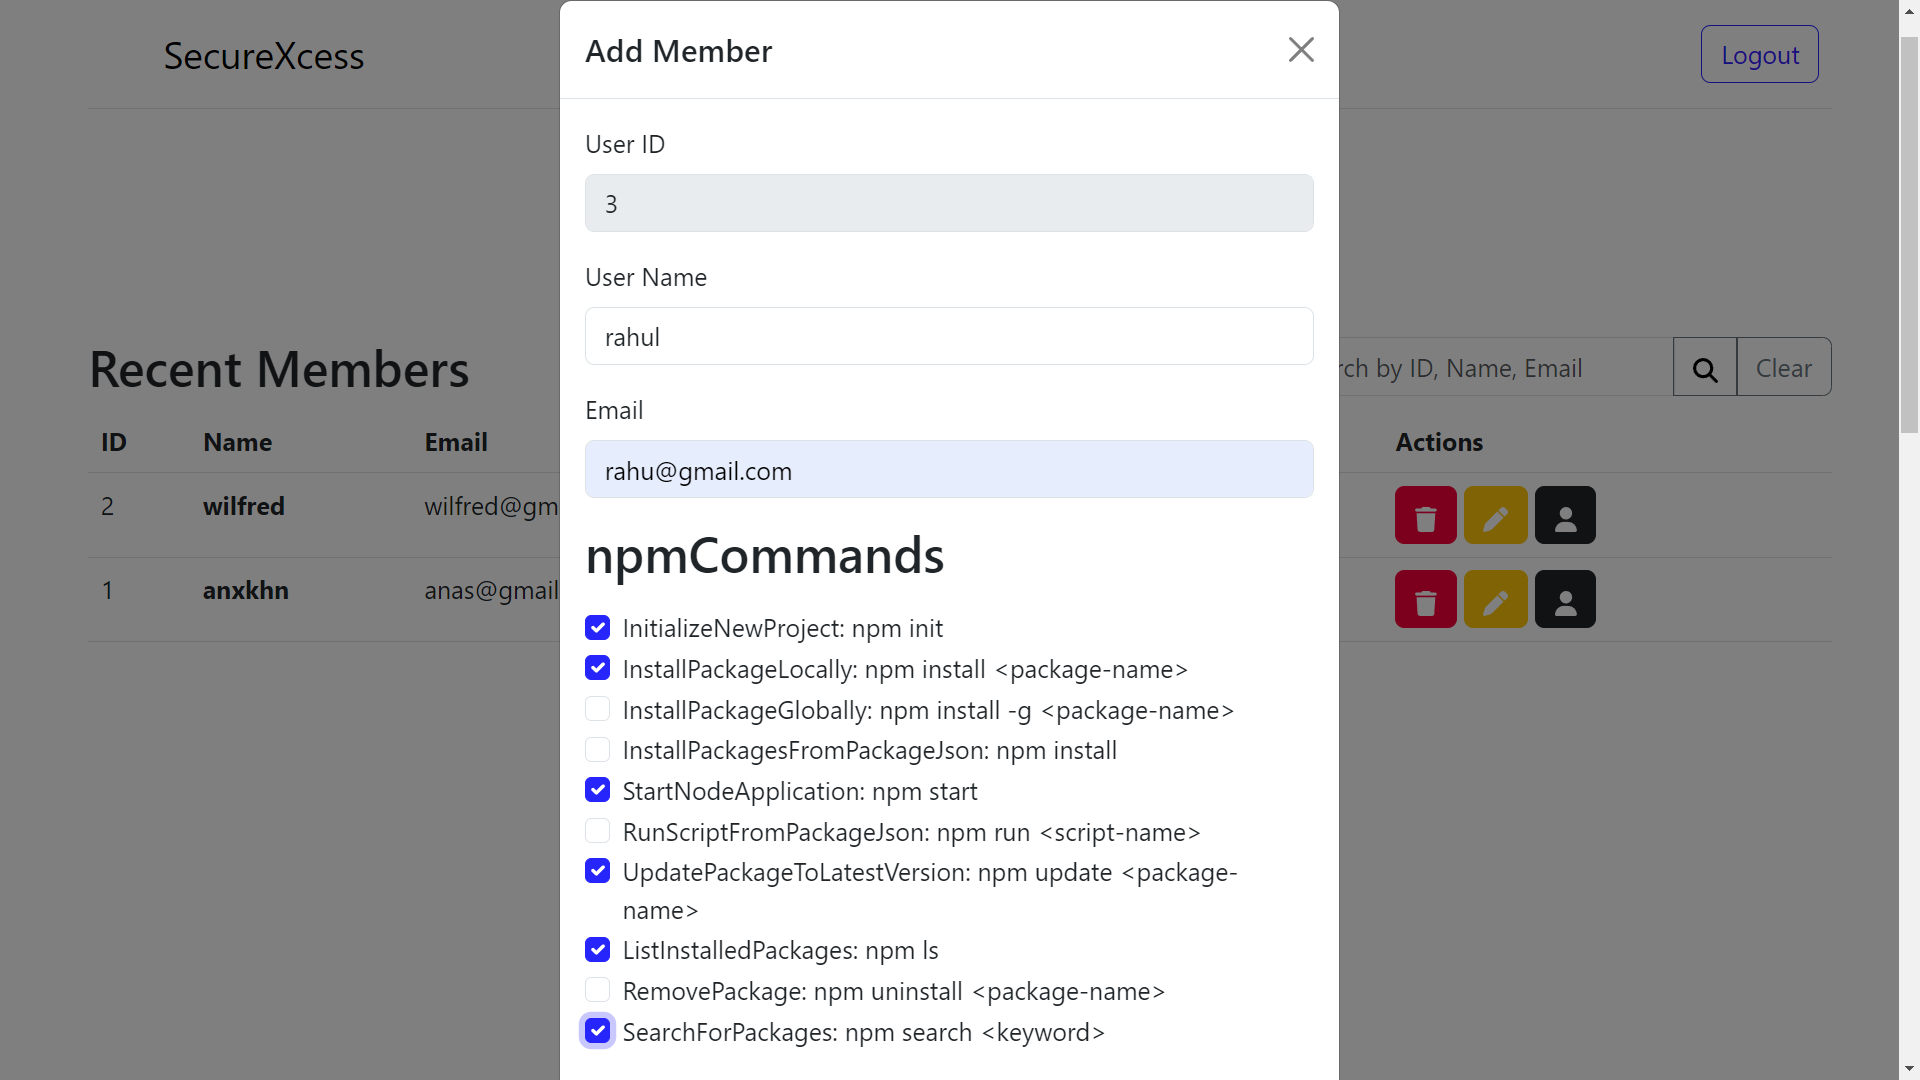 SecureXcess
Logout
Add Member
User ID
3
User Name
rahul
Email
rahu@gmail.com
npmCommands
InitializeNewProject: npm init
InstallPackageLocally: npm install <package-name>
InstallPackageGlobally: npm install -g <package-name>
InstallPackagesFromPackageJson: npm install
StartNodeApplication: npm start
RunScriptFromPackageJson: npm run <script-name>
UpdatePackageToLatestVersion: npm update <package-
name>
ListInstalledPackages: npm ls
RemovePackage: npm uninstall <package-name>
SearchForPackages: npm search <keyword>
Recent Members
rch by ID, Name, Email
Clear
ID Name Email Actions
2 wilfred wilfred@gm
1 anxkhn anas@gmail